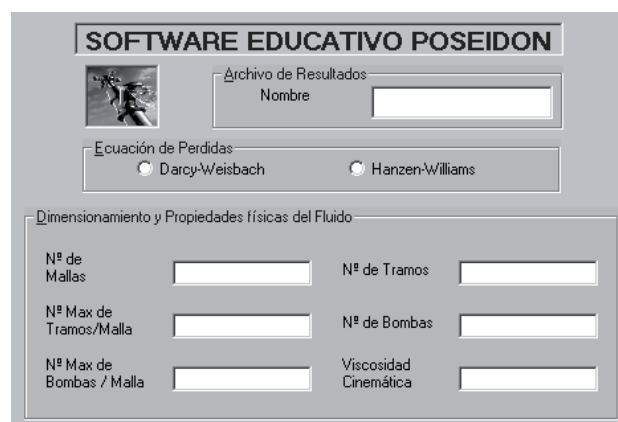 SOFTWARE EDUCATIVO POSEIDON
Archivo de Resultados
Nombre
Ecuación de Perdidas
Darcy-Weisbach
Hanzen-Williams
Dimensionamiento y Propiedades físicas del Fluido
Nº de
Mallas
Nº de Tramos
Nº Max de
Tramos/Malla
Nº de Bombas
Nº Max de
Bombas / Malla
Viscosidad
Cinemática